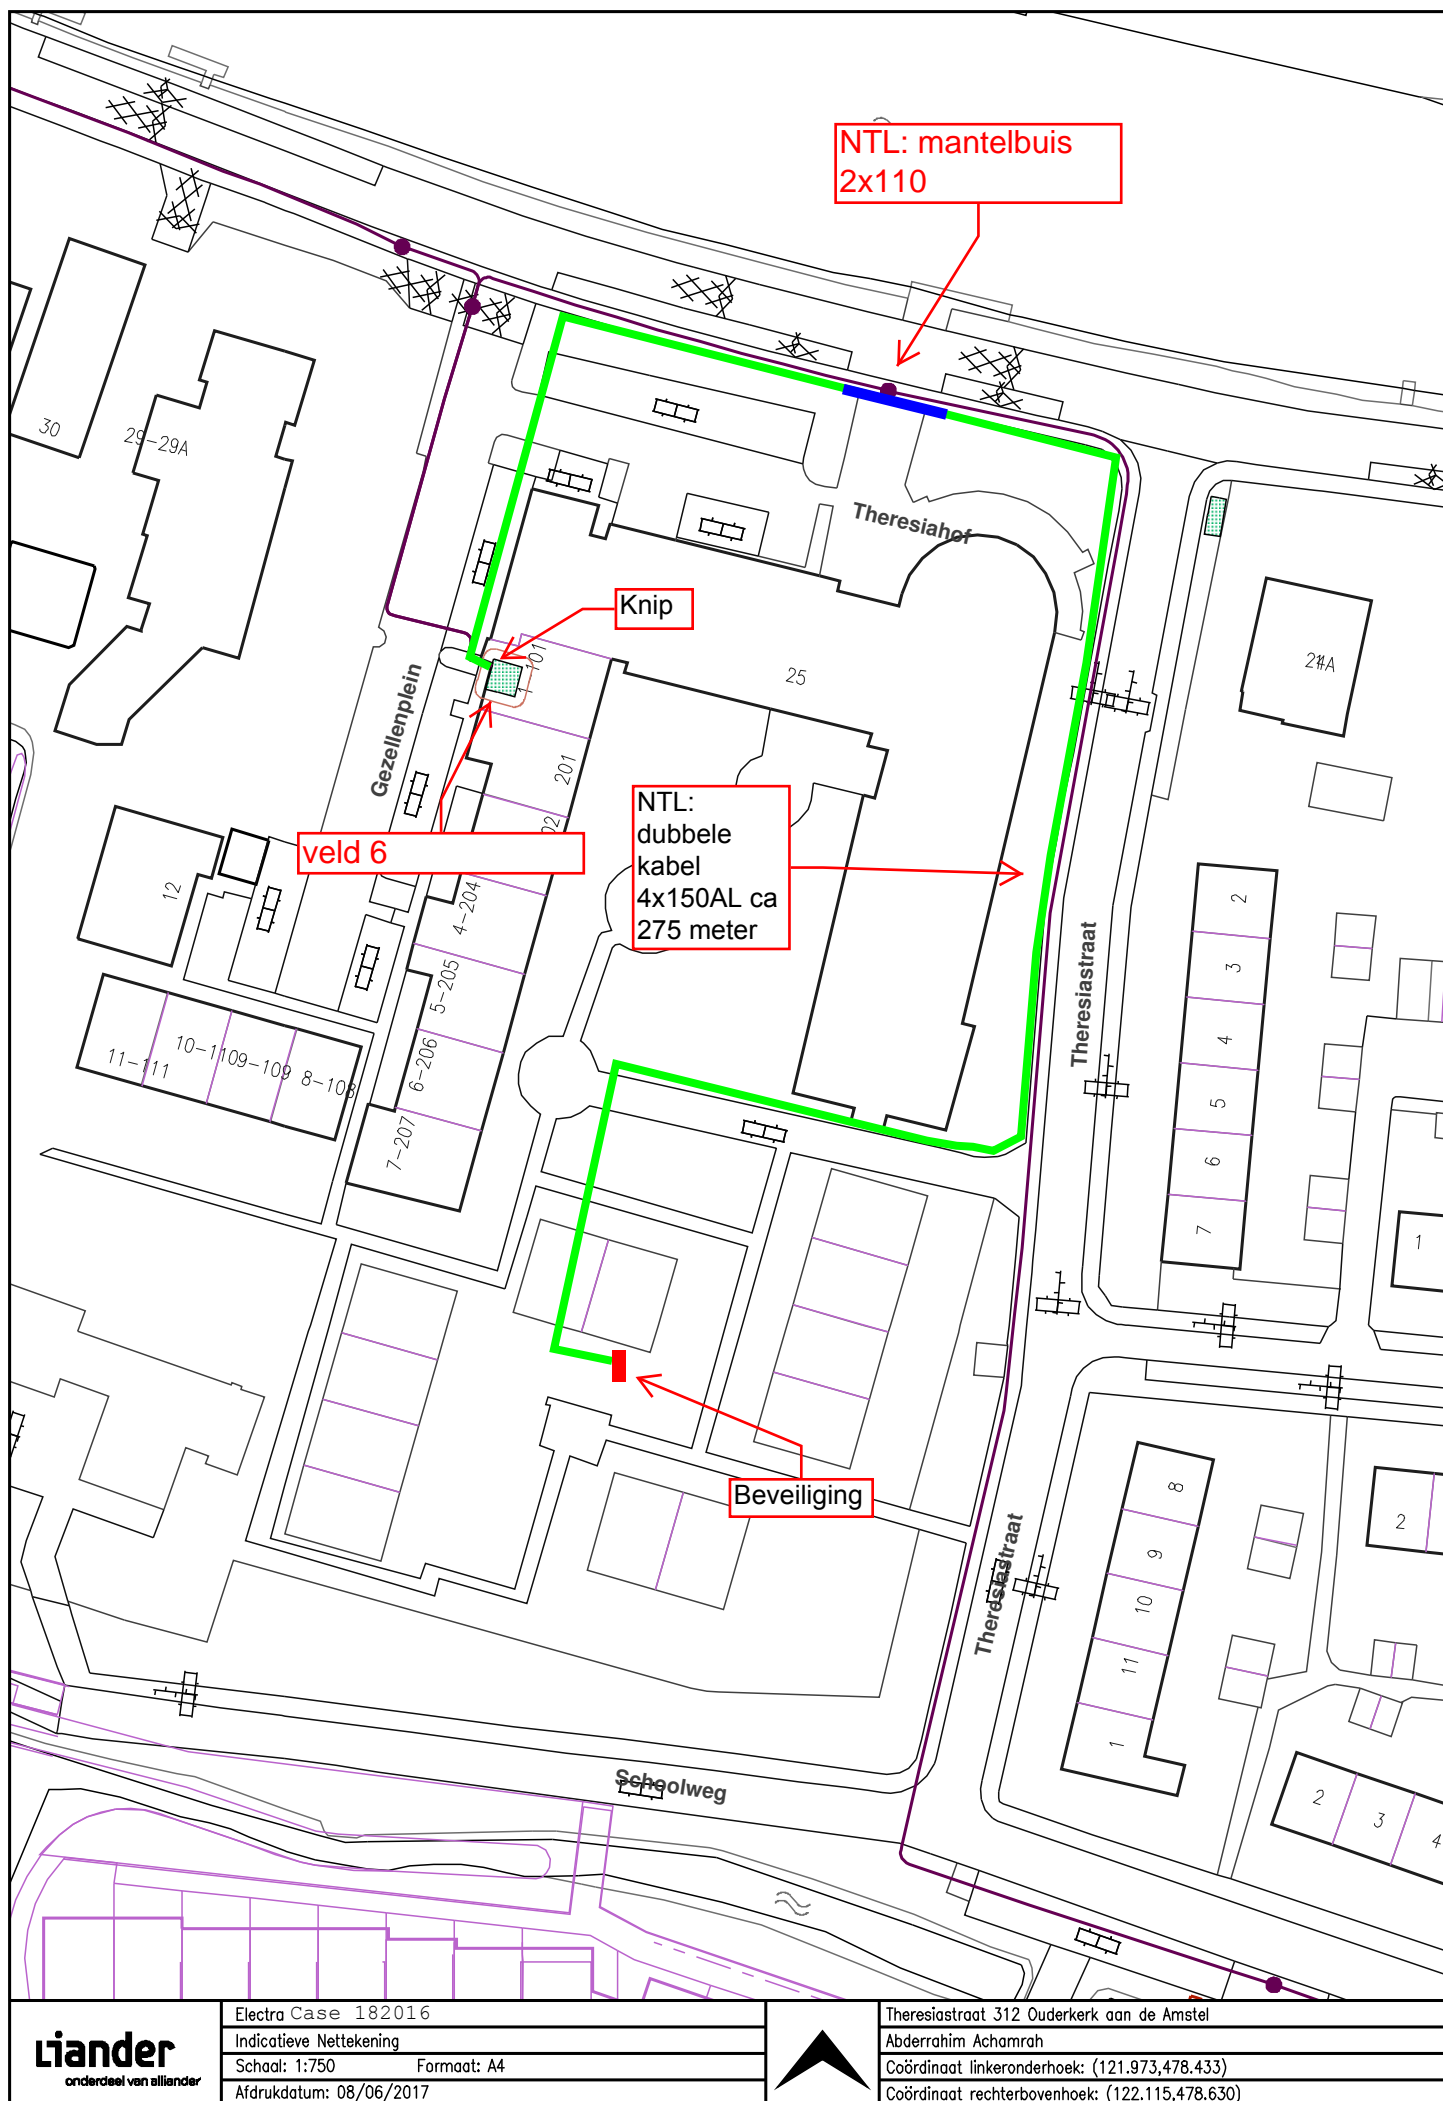 NTL: mantelbuis
2x110
30
29-29A
Theresiahof
Knip
101
1
25
21A
Gezellenplein
201
02
NTL:
dubbele
kabel
4x150AL ca
275 meter
veld 6
12
4-204
5-205
6-206
7-207
11-111
10-110
9-109
8-108
Theresiastraat
2
3
4
5
6
7
1
Beveiliging
Theresiastraat
8
9
10
11
1
2
2
3
4
Schoolweg
Liander
onderdeel van alliander
Electra Case 182016
Indicatieve Nettekening
Schaal: 1:750 Formaat: A4
Afdrukdatum: 08/06/2017
Theresiastraat 312 Ouderkerk aan de Amstel
Abderrahim Achamrah
Coördinaat linkeronderhoek: (121.973,478.433)
Coördinaat rechterbovenhoek: (122.115,478.630)